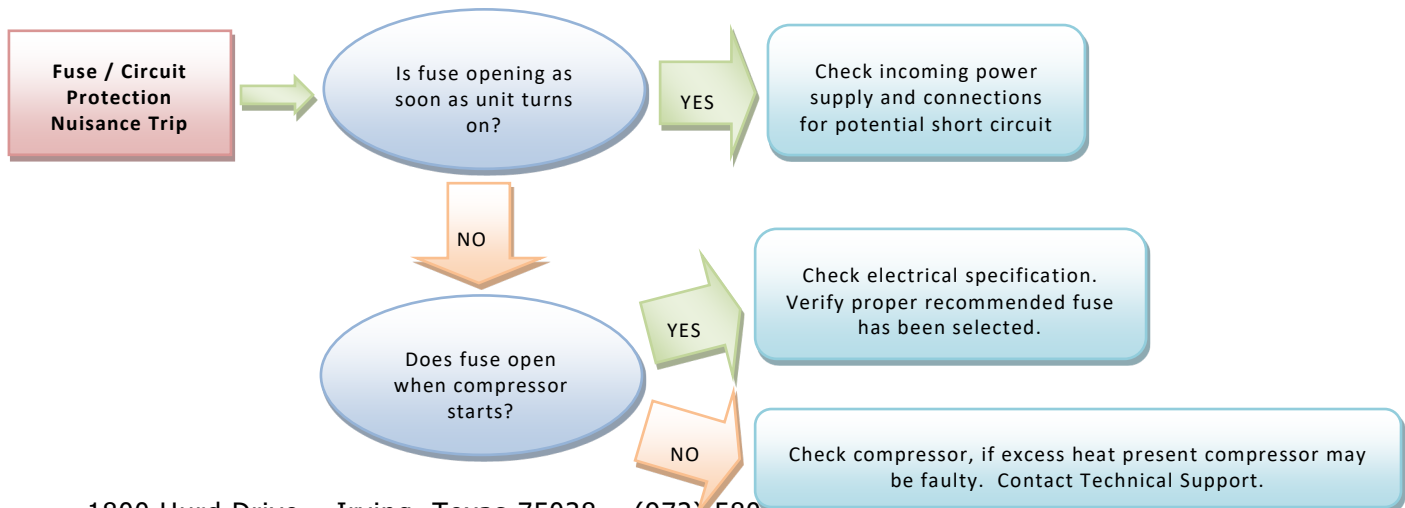 Fuse / Circuit
Protection
Nuisance Trip
Is fuse opening as
soon as unit turns
on?
YES
Check incoming power
supply and connections
for potential short circuit
NO
Does fuse open
when compressor
starts?
YES
Check electrical specification.
Verify proper recommended fuse
has been selected.
NO
Check compressor, if excess heat present compressor may
be faulty. Contact Technical Support.
1800 Hurd Drive Irving, Texas 75038 (972) 580